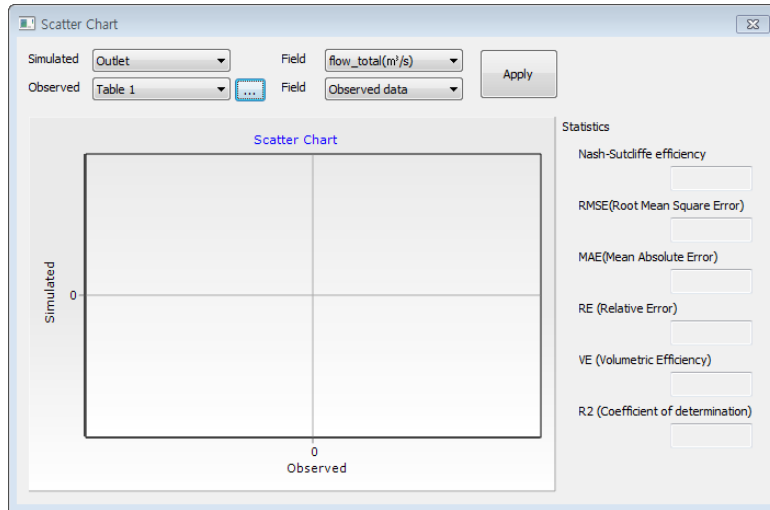 Scatter Chart
Simulated Outlet Field flow_total(m³/s) Apply
Observed Table 1 ... Field Observed data
Scatter Chart
Simulated
0
0
Observed
Statistics
Nash-Sutcliffe efficiency
RMSE(Root Mean Square Error)
MAE(Mean Absolute Error)
RE (Relative Error)
VE (Volumetric Efficiency)
R2 (Coefficient of determination)